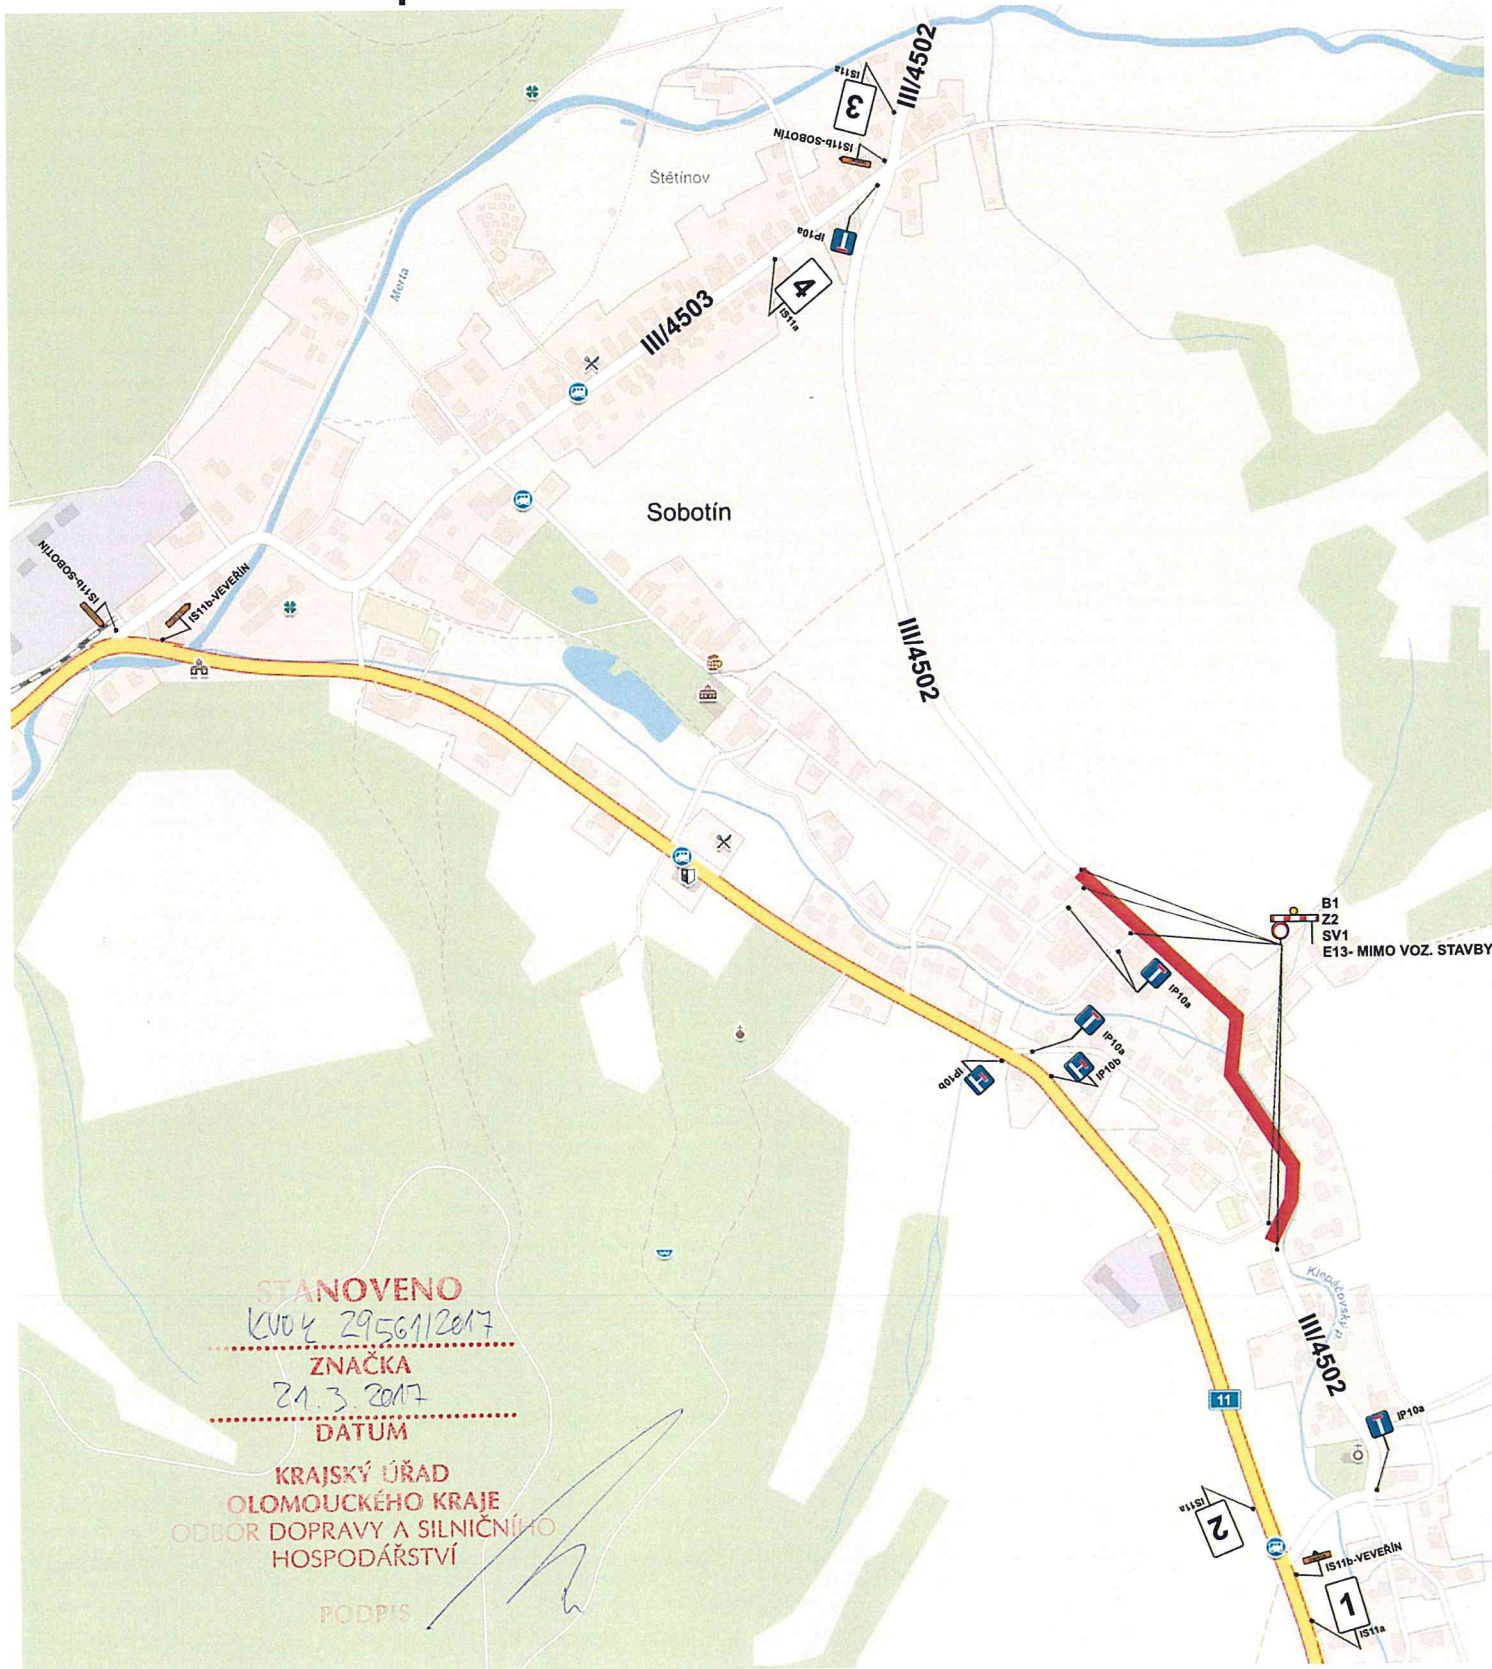 III/4502
IS11a
3
IS11b-SOBOTÍN
Štětínov
IP10a
4
IS11a
Merta
III/4503
Sobotín
IS11b-SOBOTÍN
IS11b-VEVEŘÍN
III/4502
B1
Z2
SV1
E13- MIMO VOZ. STAVBY
IP10a
IP10a
IP10b
IP10b
Klepáčovský p.
III/4502
11
IP10a
IS11a
2
IS11b-VEVEŘÍN
1
IS11a
STANOVENO
KUOK 29561/2017
ZNAČKA
21.3.2017
DATUM
KRAJSKÝ ÚŘAD
OLOMOUCKÉHO KRAJE
ODBOR DOPRAVY A SILNIČNÍHO
HOSPODÁŘSTVÍ
PODPIS